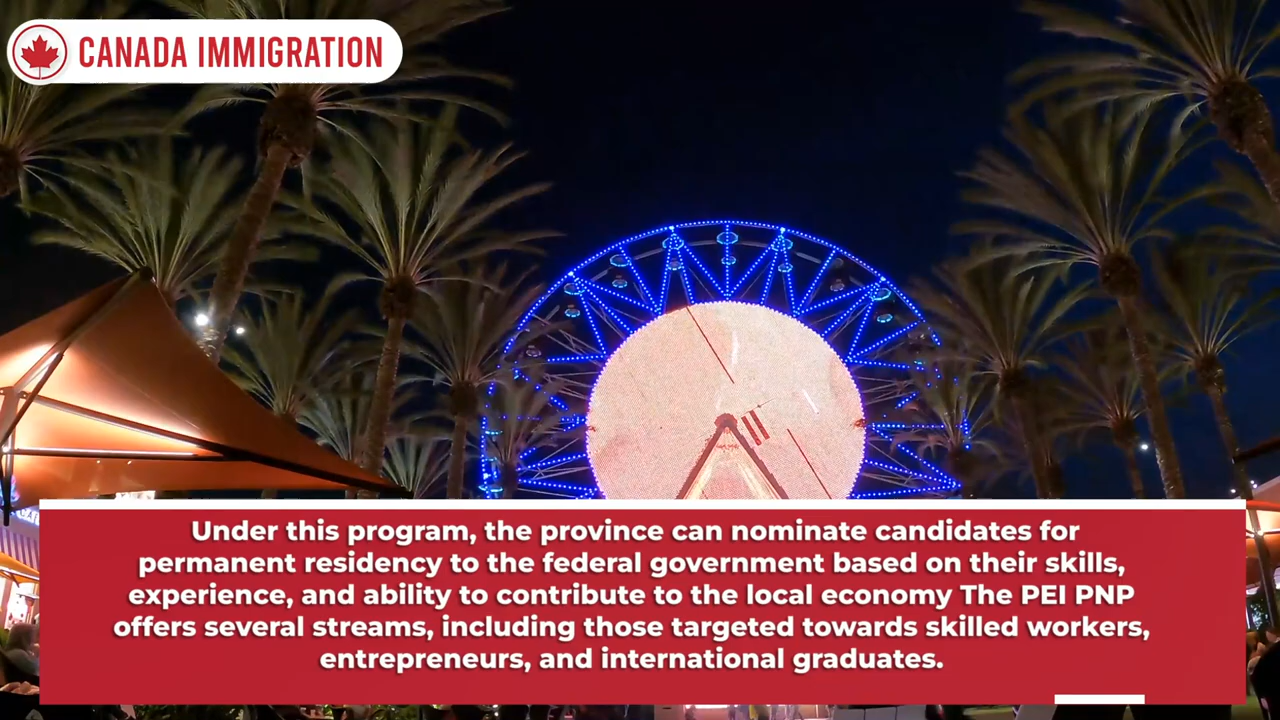 CANADA IMMIGRATION
Under this program, the province can nominate candidates for
permanent residency to the federal government based on their skills,
experience, and ability to contribute to the local economy The PEI PNP
offers several streams, including those targeted towards skilled workers,
entrepreneurs, and international graduates.